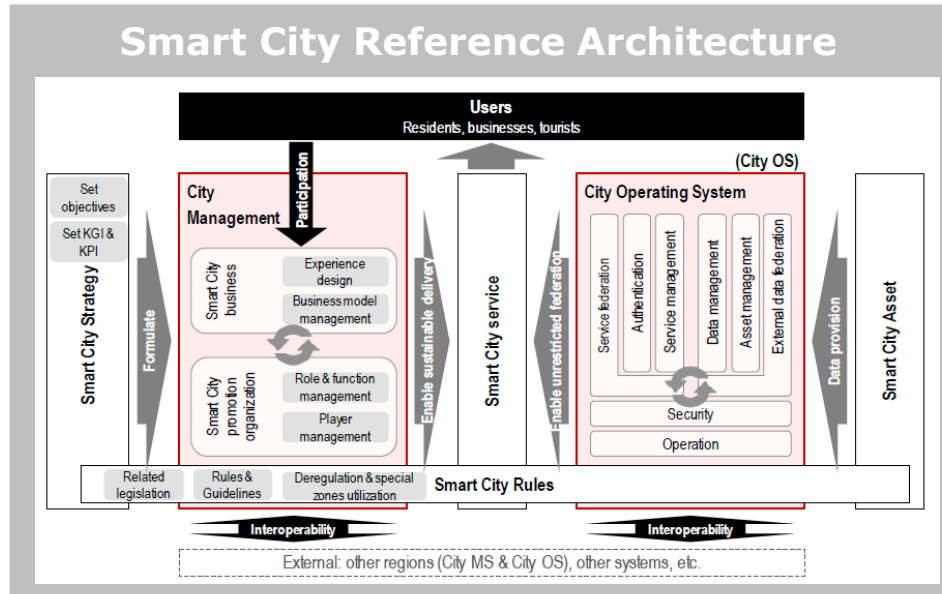 Smart City Reference Architecture
Users
Residents, businesses, tourists
(City OS)
Participation
Smart City Strategy
Set
objectives
Set KGI &
KPI
Formulate
City
Management
Smart City
business
Experience
design
Business model
management
Smart City
promotion
organization
Role & function
management
Player
management
Enable sustainable delivery
Smart City service
Enable unrestricted federation
City Operating System
Service federation
Authentication
Service management
Data management
Asset management
External data federation
Security
Operation
Data provision
Smart City Asset
Related
legislation
Rules &
Guidelines
Deregulation & special
zones utilization
Smart City Rules
Interoperability
Interoperability
External: other regions (City MS & City OS), other systems, etc.